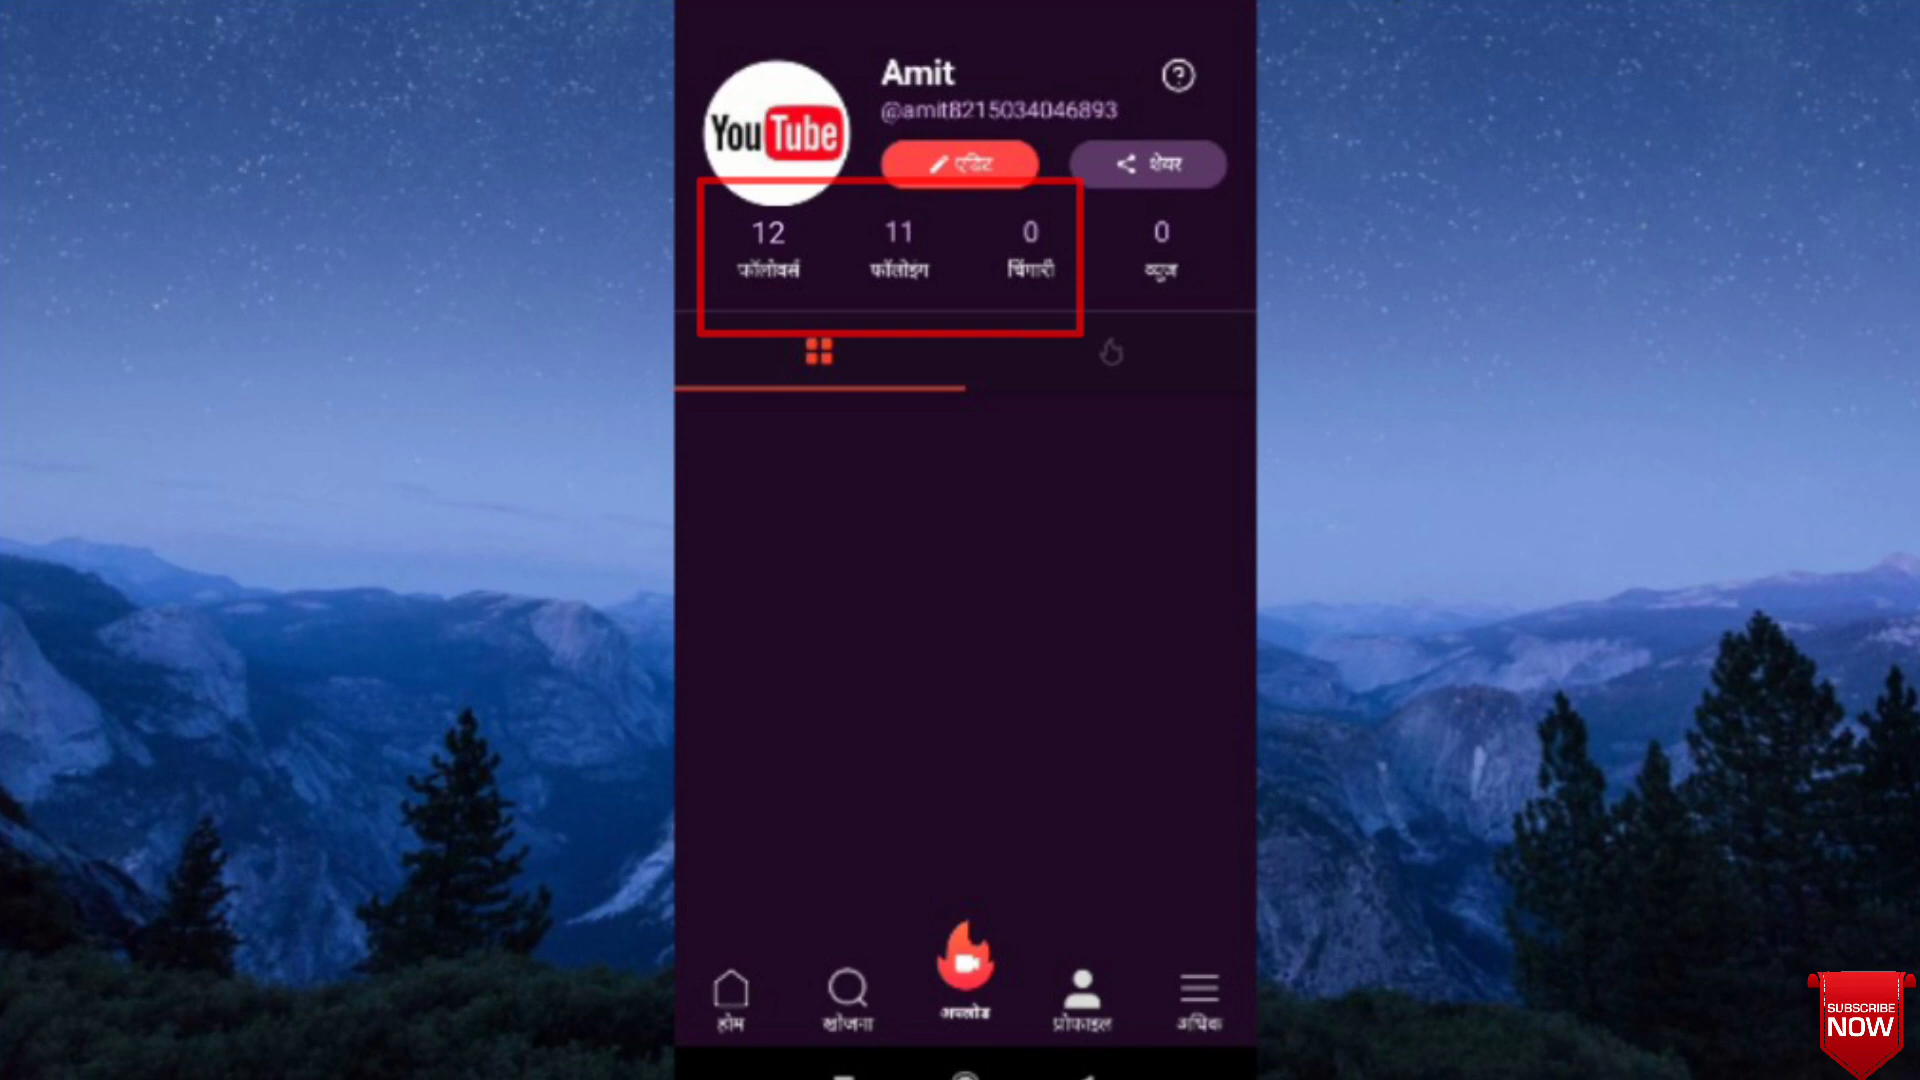 Amit
@amit8215034046893
YouTube
एडिट
शेयर
12 11 0 0
फॉलोवर्स फॉलोइंग चिंगारी व्यूज
होम खोजना अपलोड प्रोफाइल अधिक
SUBSCRIBE
NOW